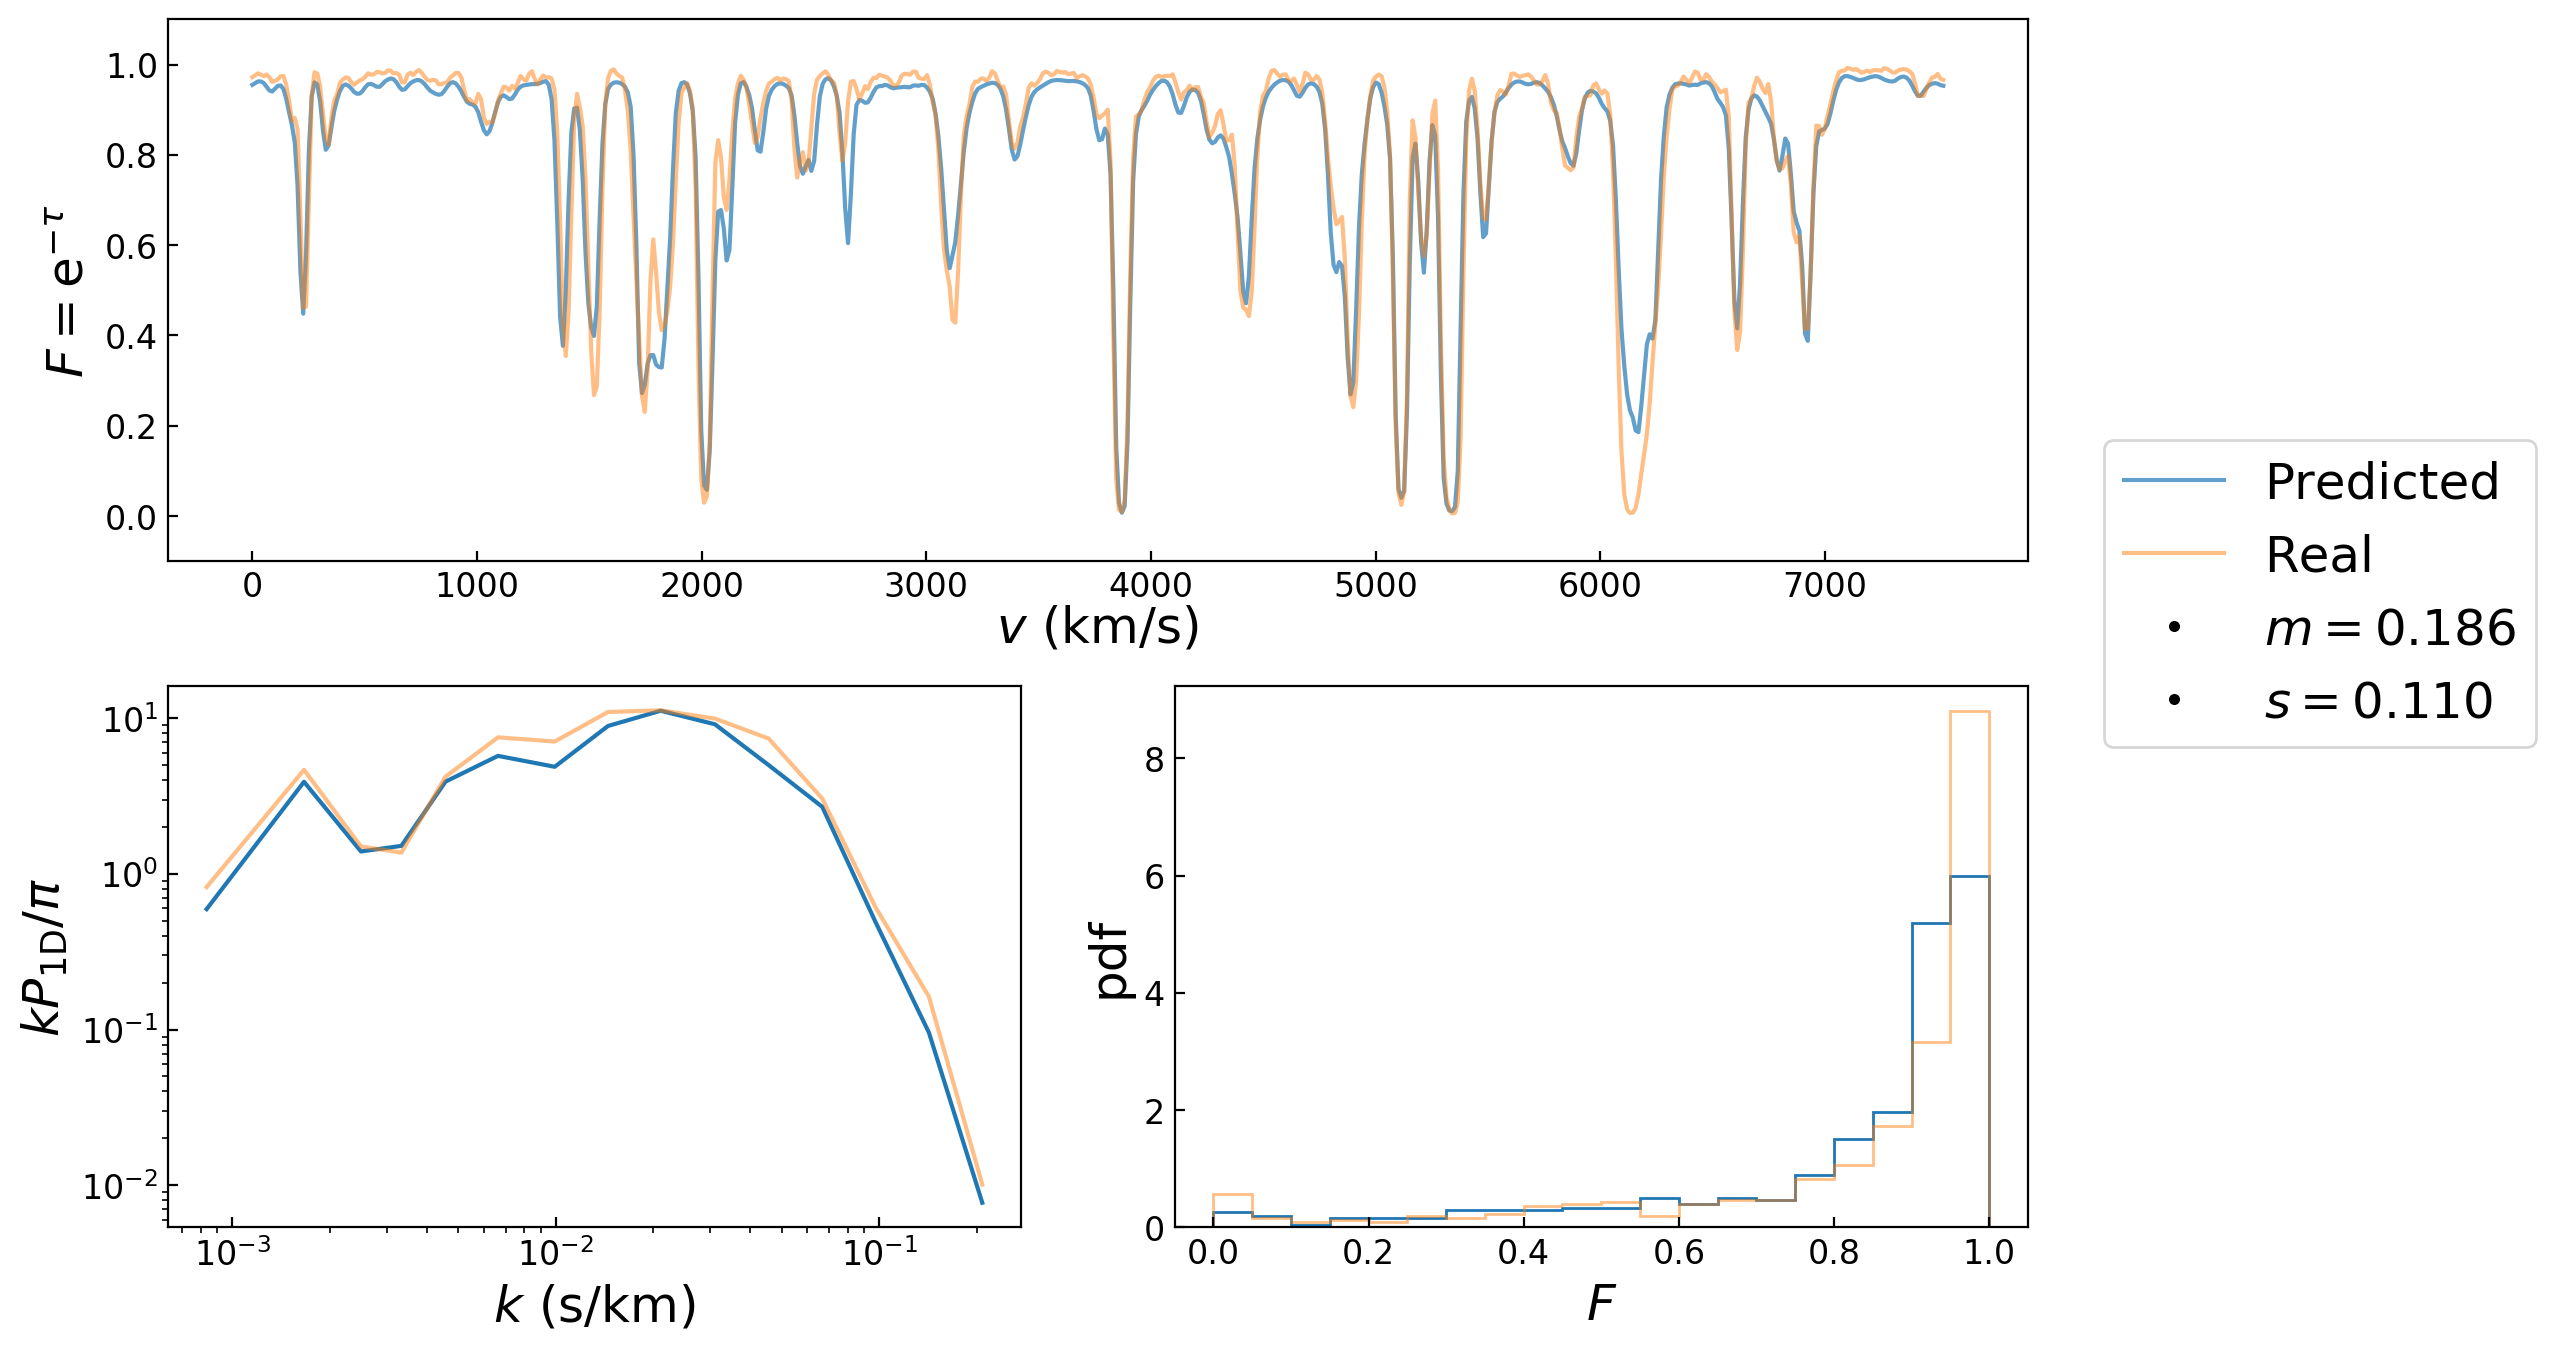 F = e^{−τ}
1.0
0.8
0.6
0.4
0.2
0.0
0 1000 2000 3000 4000 5000 6000 7000
v (km/s)
Predicted
Real
m = 0.186
s = 0.110
kP_{1D}/π
10^1
10^0
10^{−1}
10^{−2}
10^{−3} 10^{−2} 10^{−1}
k (s/km)
pdf
8
6
4
2
0
0.0 0.2 0.4 0.6 0.8 1.0
F